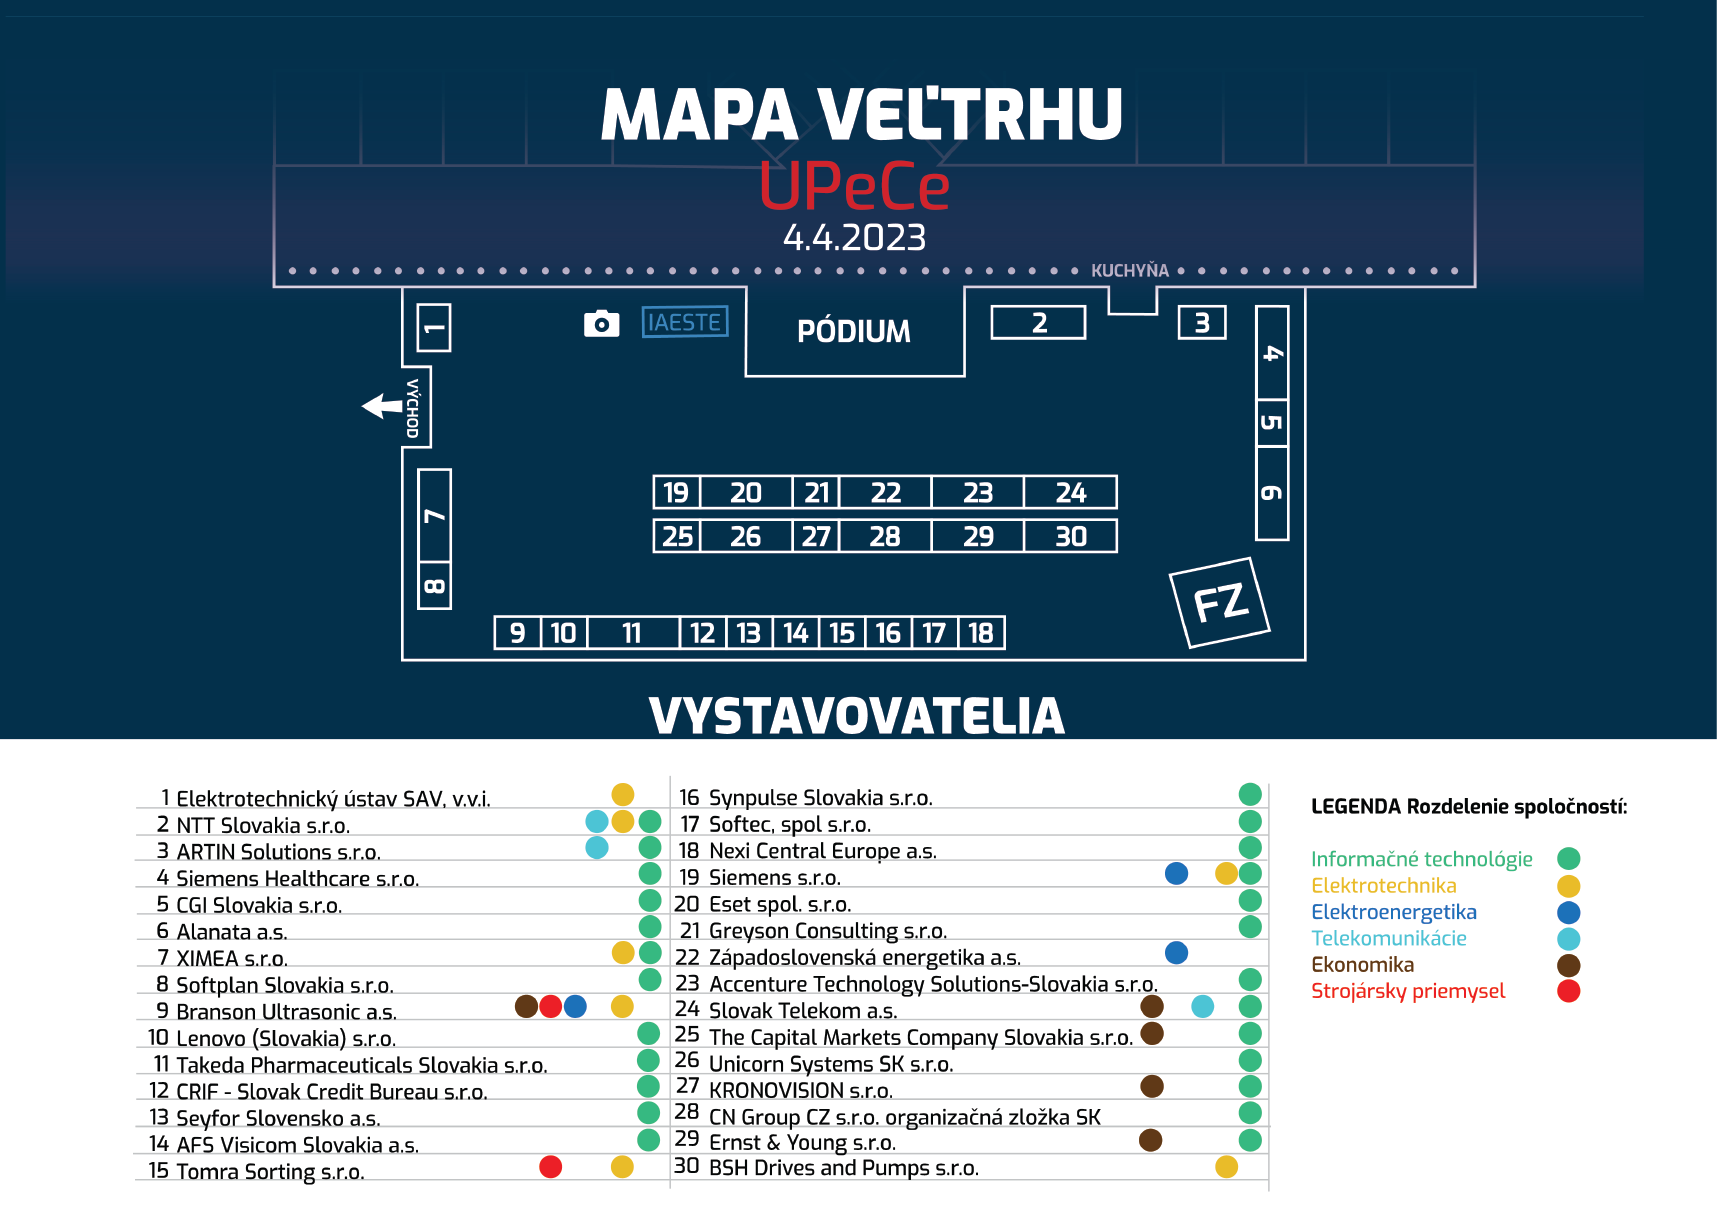 MAPA VEĽTRHU
UPeCe
4.4.2023
KUCHYŇA
1
IAESTE
PÓDIUM
2
3
4
VÝCHOD
5
6
7
8
19 20 21 22 23 24
25 26 27 28 29 30
FZ
9 10 11 12 13 14 15 16 17 18
VYSTAVOVATELIA
1 Elektrotechnický ústav SAV, v.v.i.
2 NTT Slovakia s.r.o.
3 ARTIN Solutions s.r.o.
4 Siemens Healthcare s.r.o.
5 CGI Slovakia s.r.o.
6 Alanata a.s.
7 XIMEA s.r.o.
8 Softplan Slovakia s.r.o.
9 Branson Ultrasonic a.s.
10 Lenovo (Slovakia) s.r.o.
11 Takeda Pharmaceuticals Slovakia s.r.o.
12 CRIF - Slovak Credit Bureau s.r.o.
13 Seyfor Slovensko a.s.
14 AFS Visicom Slovakia a.s.
15 Tomra Sorting s.r.o.
16 Synpulse Slovakia s.r.o.
17 Softec, spol s.r.o.
18 Nexi Central Europe a.s.
19 Siemens s.r.o.
20 Eset spol. s.r.o.
21 Greyson Consulting s.r.o.
22 Západoslovenská energetika a.s.
23 Accenture Technology Solutions-Slovakia s.r.o.
24 Slovak Telekom a.s.
25 The Capital Markets Company Slovakia s.r.o.
26 Unicorn Systems SK s.r.o.
27 KRONOVISION s.r.o.
28 CN Group CZ s.r.o. organizačná zložka SK
29 Ernst & Young s.r.o.
30 BSH Drives and Pumps s.r.o.
LEGENDA Rozdelenie spoločností:
Informačné technológie
Elektrotechnika
Elektroenergetika
Telekomunikácie
Ekonomika
Strojársky priemysel